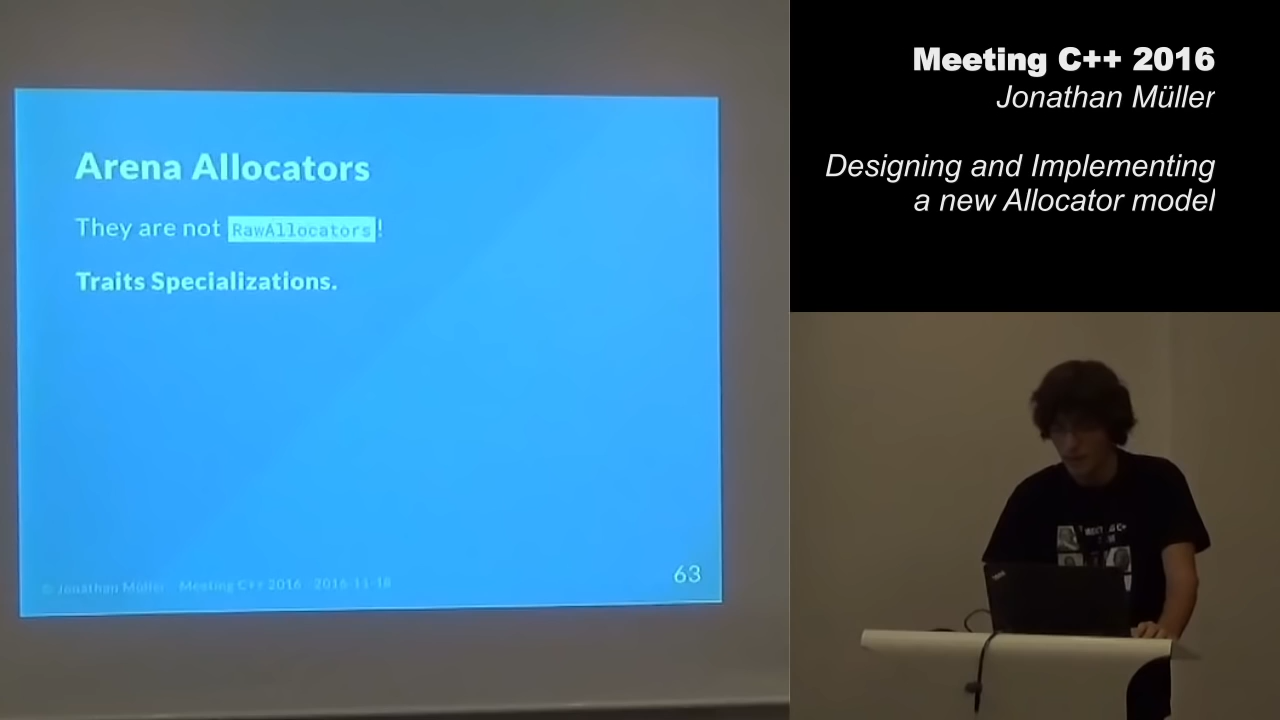 Arena Allocators
They are not RawAllocators!
Traits Specializations.
© Jonathan Müller Meeting C++ 2016 2016-11-18
63
Meeting C++ 2016
Jonathan Müller
Designing and Implementing
a new Allocator model